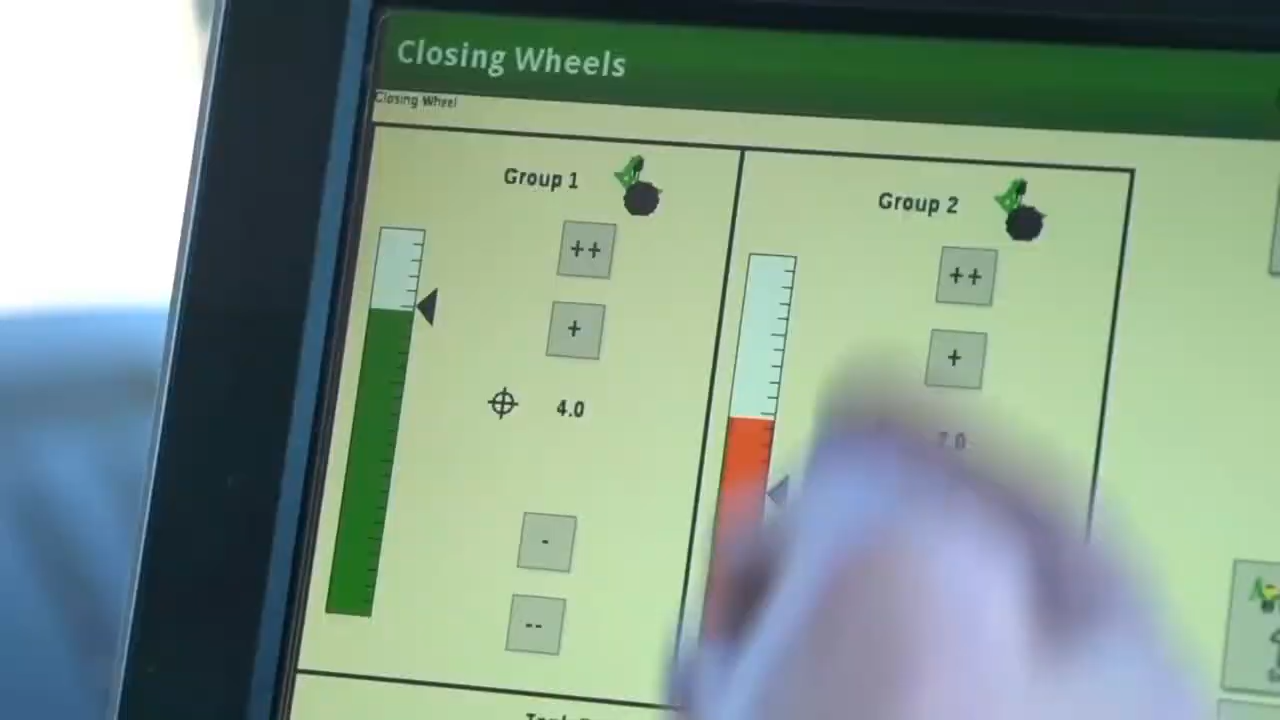 Closing Wheels
Closing Wheel
Group 1
++
+
4.0
-
--
Group 2
++
+